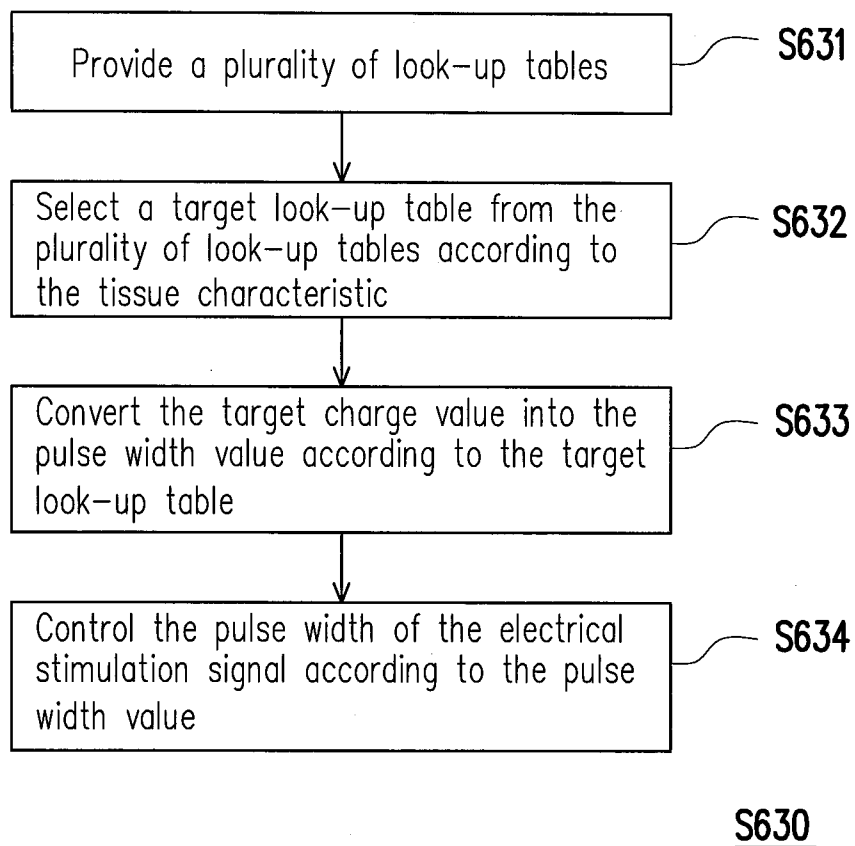 Provide a plurality of look-up tables
S631
Select a target look-up table from the
plurality of look-up tables according to
the tissue characteristic
S632
Convert the target charge value into the
pulse width value according to the target
look-up table
S633
Control the pulse width of the electrical
stimulation signal according to the pulse
width value
S634
S630